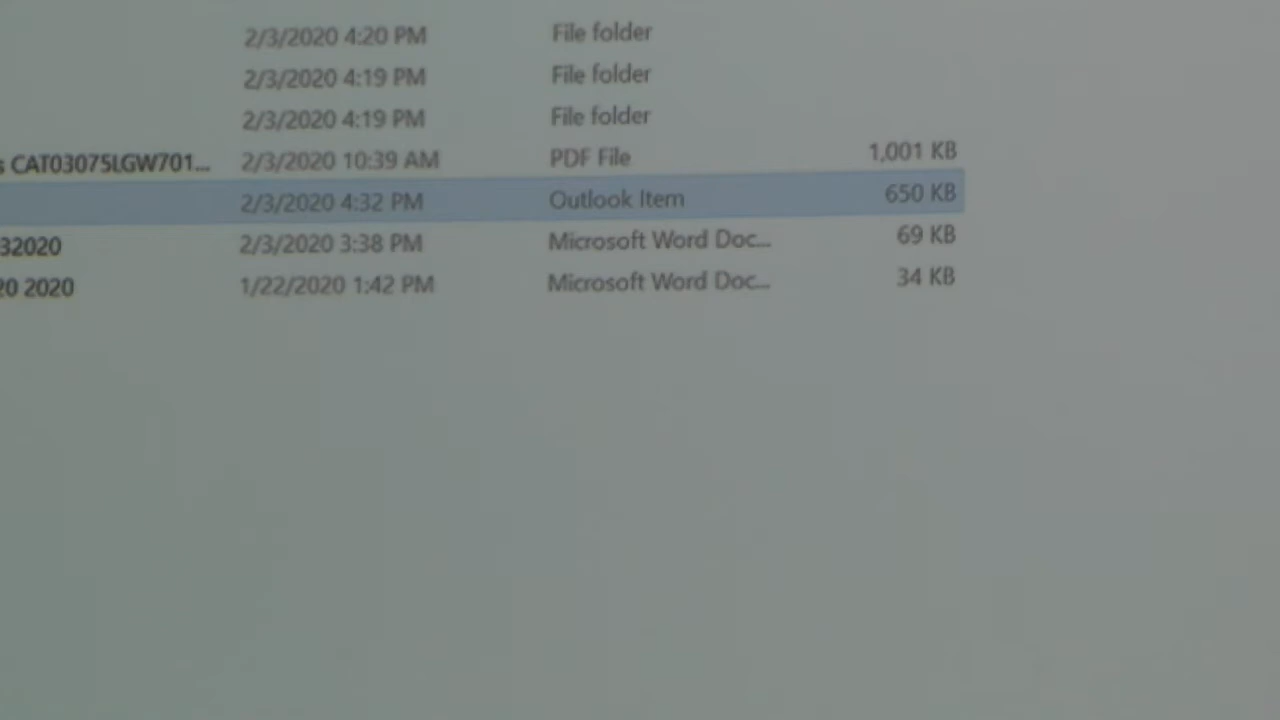 2/3/2020 4:20 PM File folder
2/3/2020 4:19 PM File folder
2/3/2020 4:19 PM File folder
s CAT03075LGW701... 2/3/2020 10:39 AM PDF File 1,001 KB
2/3/2020 4:32 PM Outlook Item 650 KB
32020 2/3/2020 3:38 PM Microsoft Word Doc... 69 KB
20 2020 1/22/2020 1:42 PM Microsoft Word Doc... 34 KB